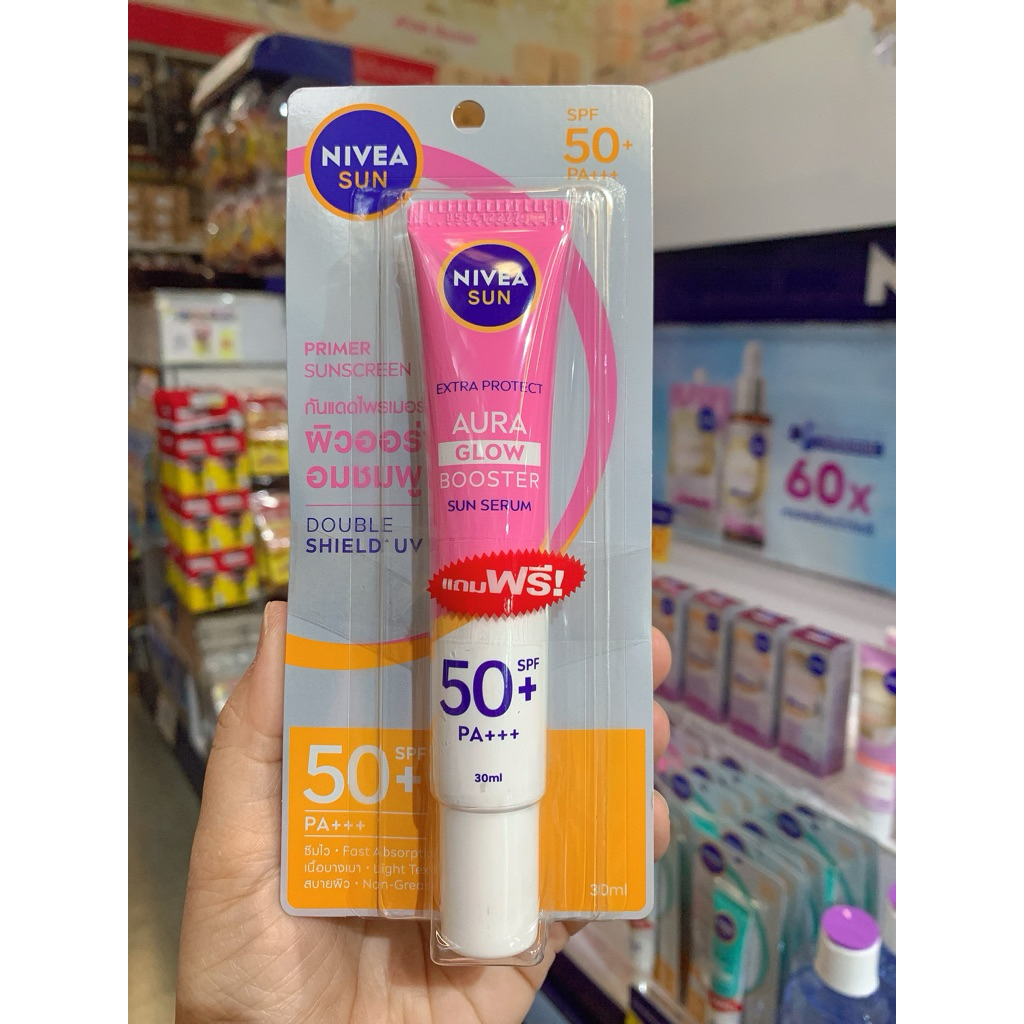 NIVEA
SUN
SPF
50+
PA+++
NIVEA
SUN
PRIMER
SUNSCREEN
กันแดดไพรเมอร์
ผิวออร์
อมชมพู
DOUBLE
SHIELD* UV
EXTRA PROTECT
AURA
GLOW
BOOSTER
SUN SERUM
แถมฟรี!
50+ SPF
PA+++
30ml
50+ SPF
PA+++
ซึมไว • Fast Absorpt
เนื้อบางเบา • Light Tex
สบายผิว • Non-Grea
30ml
60x